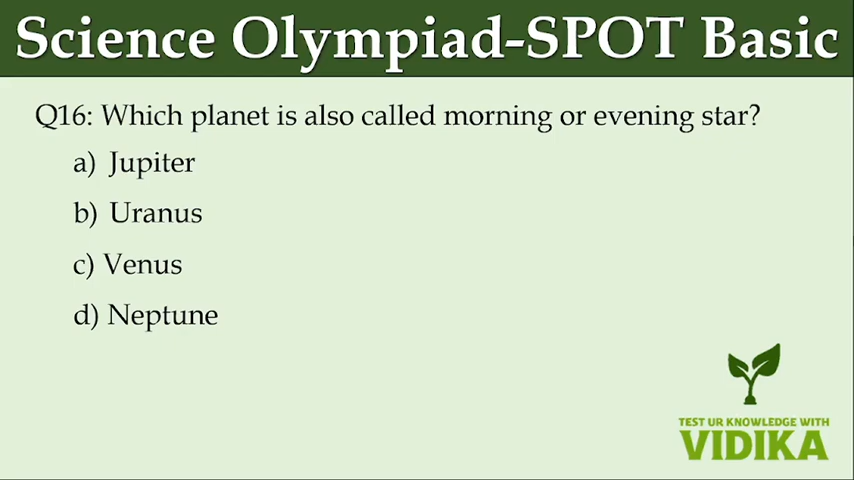 Science Olympiad-SPOT Basic
Q16: Which planet is also called morning or evening star?
a) Jupiter
b) Uranus
c) Venus
d) Neptune
TEST UR KNOWLEDGE WITH
VIDIKA